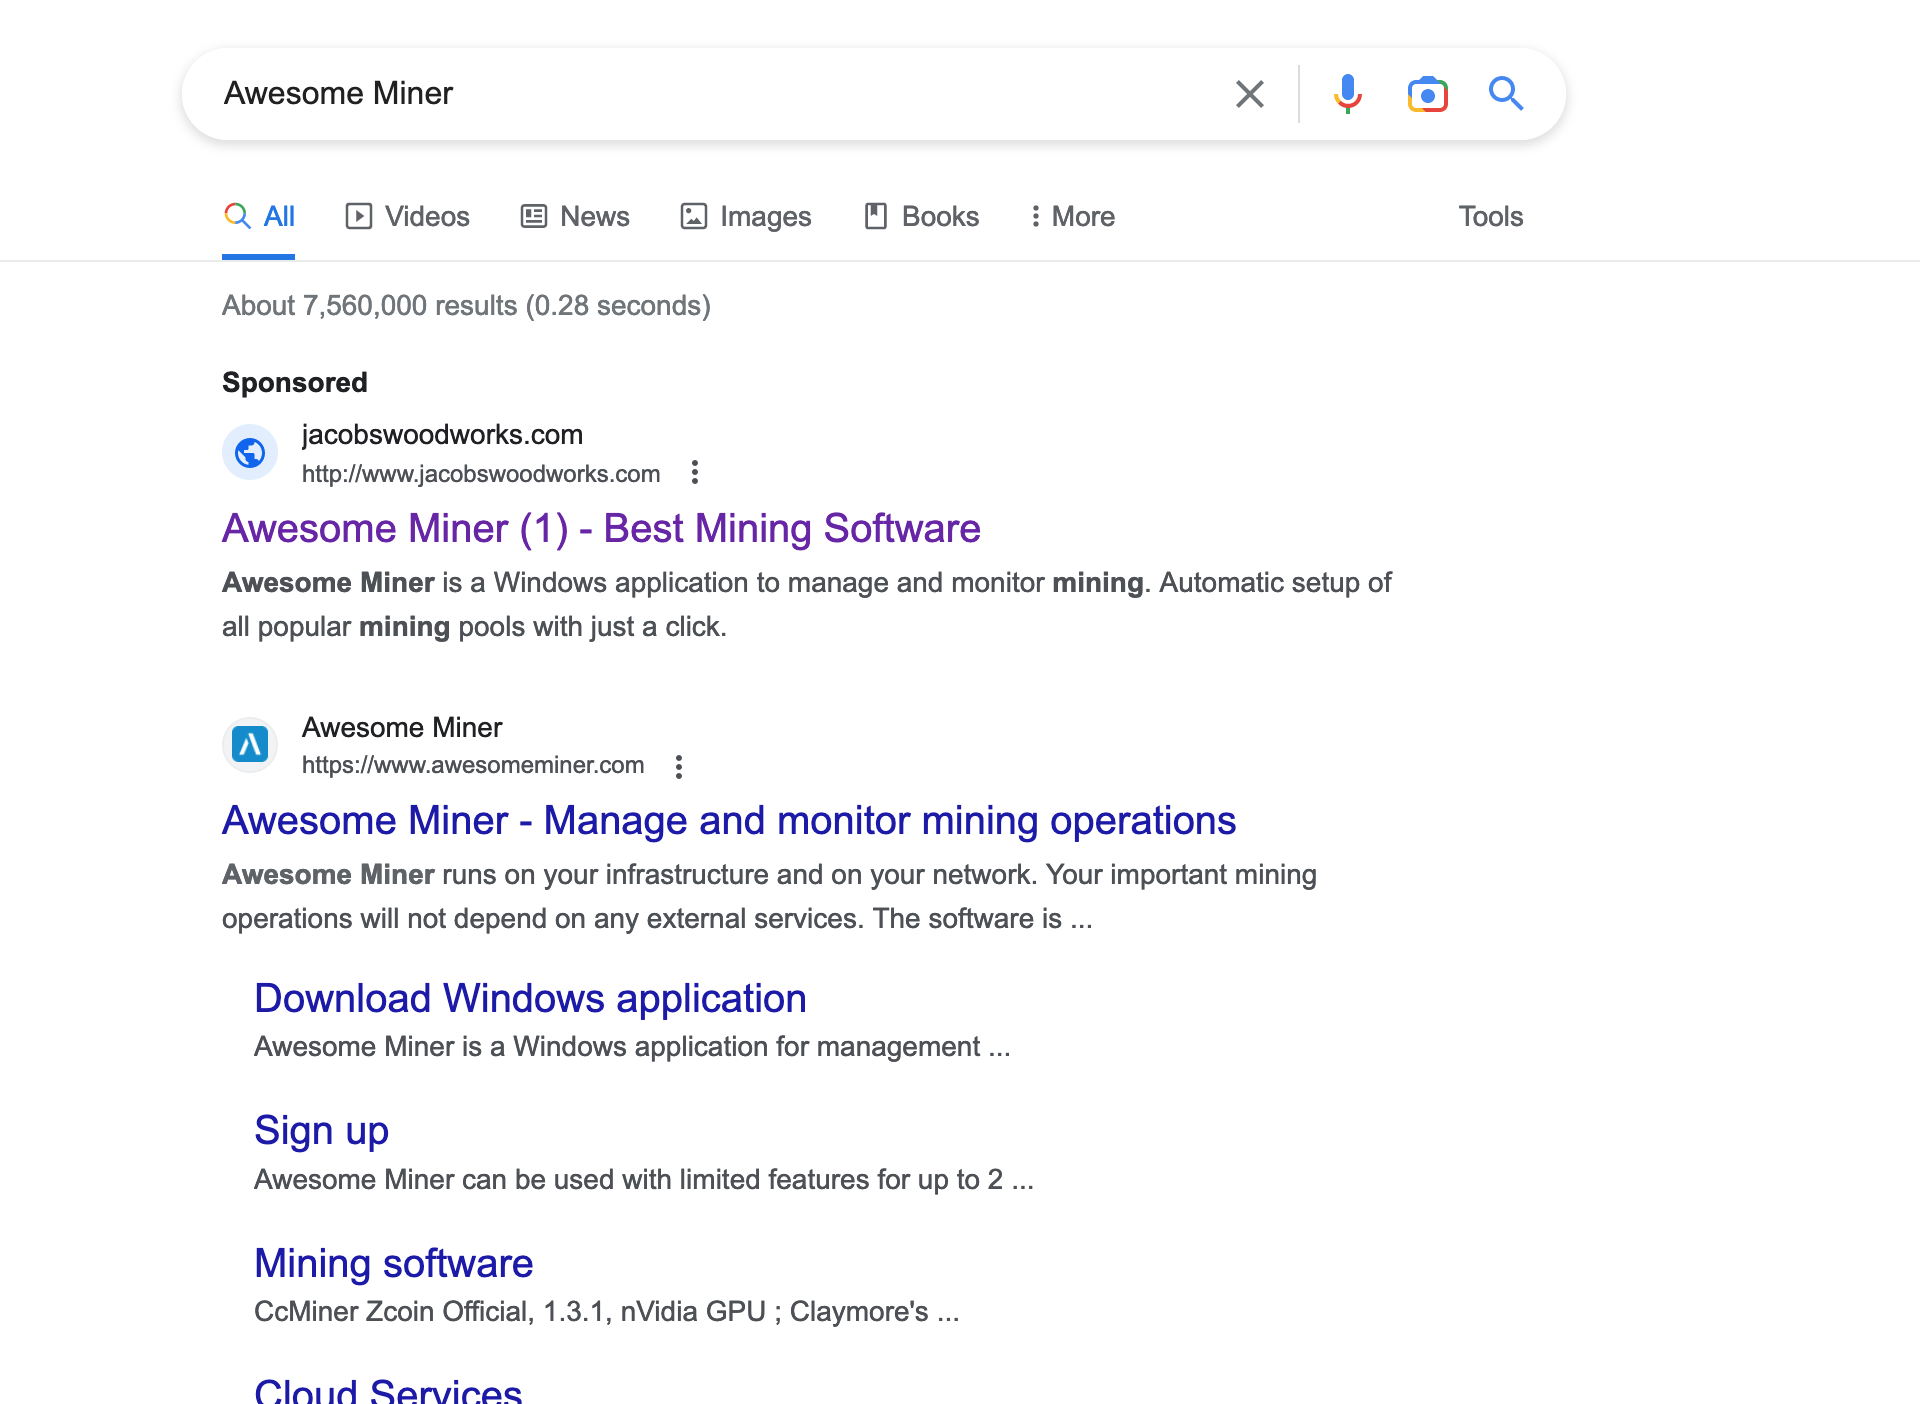 Awesome Miner
All
Videos
News
Images
Books
More
Tools
About 7,560,000 results (0.28 seconds)
Sponsored
jacobswoodworks.com
http://www.jacobswoodworks.com
Awesome Miner (1) - Best Mining Software
Awesome Miner is a Windows application to manage and monitor mining. Automatic setup of
all popular mining pools with just a click.
Awesome Miner
https://www.awesomeminer.com
Awesome Miner - Manage and monitor mining operations
Awesome Miner runs on your infrastructure and on your network. Your important mining
operations will not depend on any external services. The software is ...
Download Windows application
Awesome Miner is a Windows application for management ...
Sign up
Awesome Miner can be used with limited features for up to 2 ...
Mining software
CcMiner Zcoin Official, 1.3.1, nVidia GPU ; Claymore's ...
Cloud Services